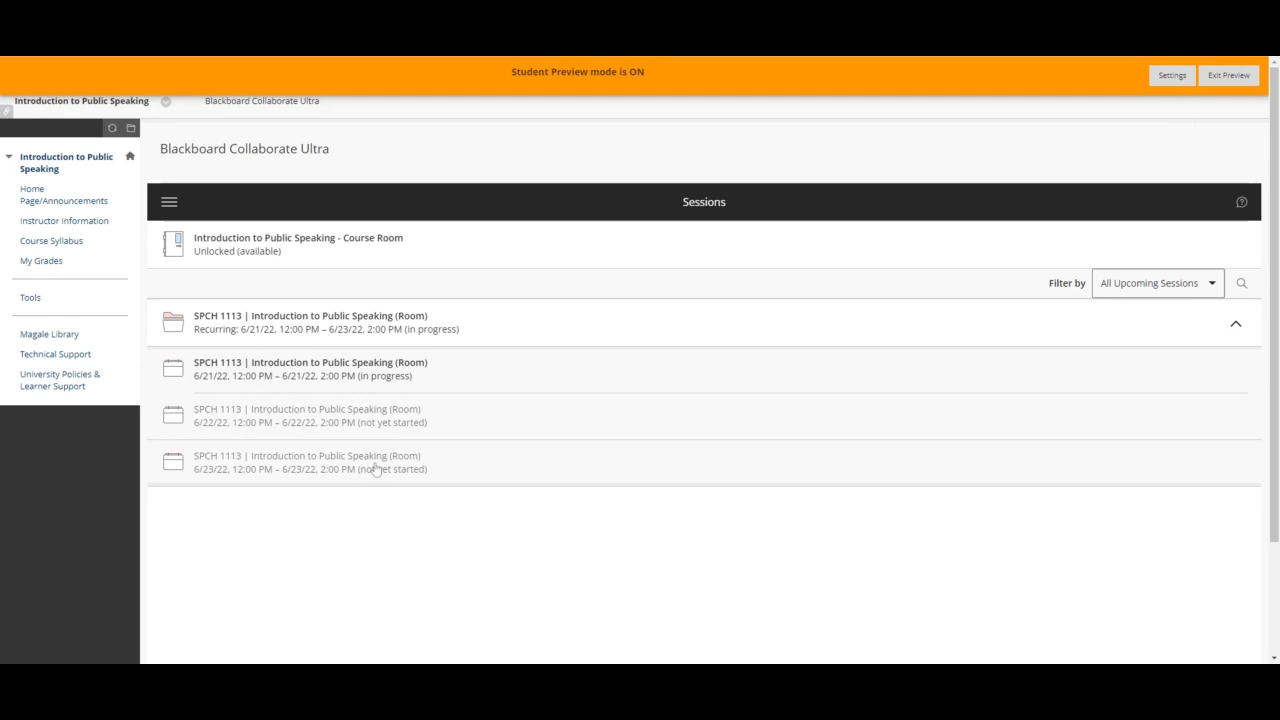 Student Preview mode is ON
Settings
Exit Preview
Introduction to Public Speaking
Blackboard Collaborate Ultra
Introduction to Public
Speaking
Home
Page/Announcements
Instructor Information
Course Syllabus
My Grades
Tools
Magale Library
Technical Support
University Policies &
Learner Support
Blackboard Collaborate Ultra
Sessions
Introduction to Public Speaking - Course Room
Unlocked (available)
Filter by
All Upcoming Sessions
SPCH 1113 | Introduction to Public Speaking (Room)
Recurring: 6/21/22, 12:00 PM – 6/23/22, 2:00 PM (in progress)
SPCH 1113 | Introduction to Public Speaking (Room)
6/21/22, 12:00 PM – 6/21/22, 2:00 PM (in progress)
SPCH 1113 | Introduction to Public Speaking (Room)
6/22/22, 12:00 PM – 6/22/22, 2:00 PM (not yet started)
SPCH 1113 | Introduction to Public Speaking (Room)
6/23/22, 12:00 PM – 6/23/22, 2:00 PM (not yet started)